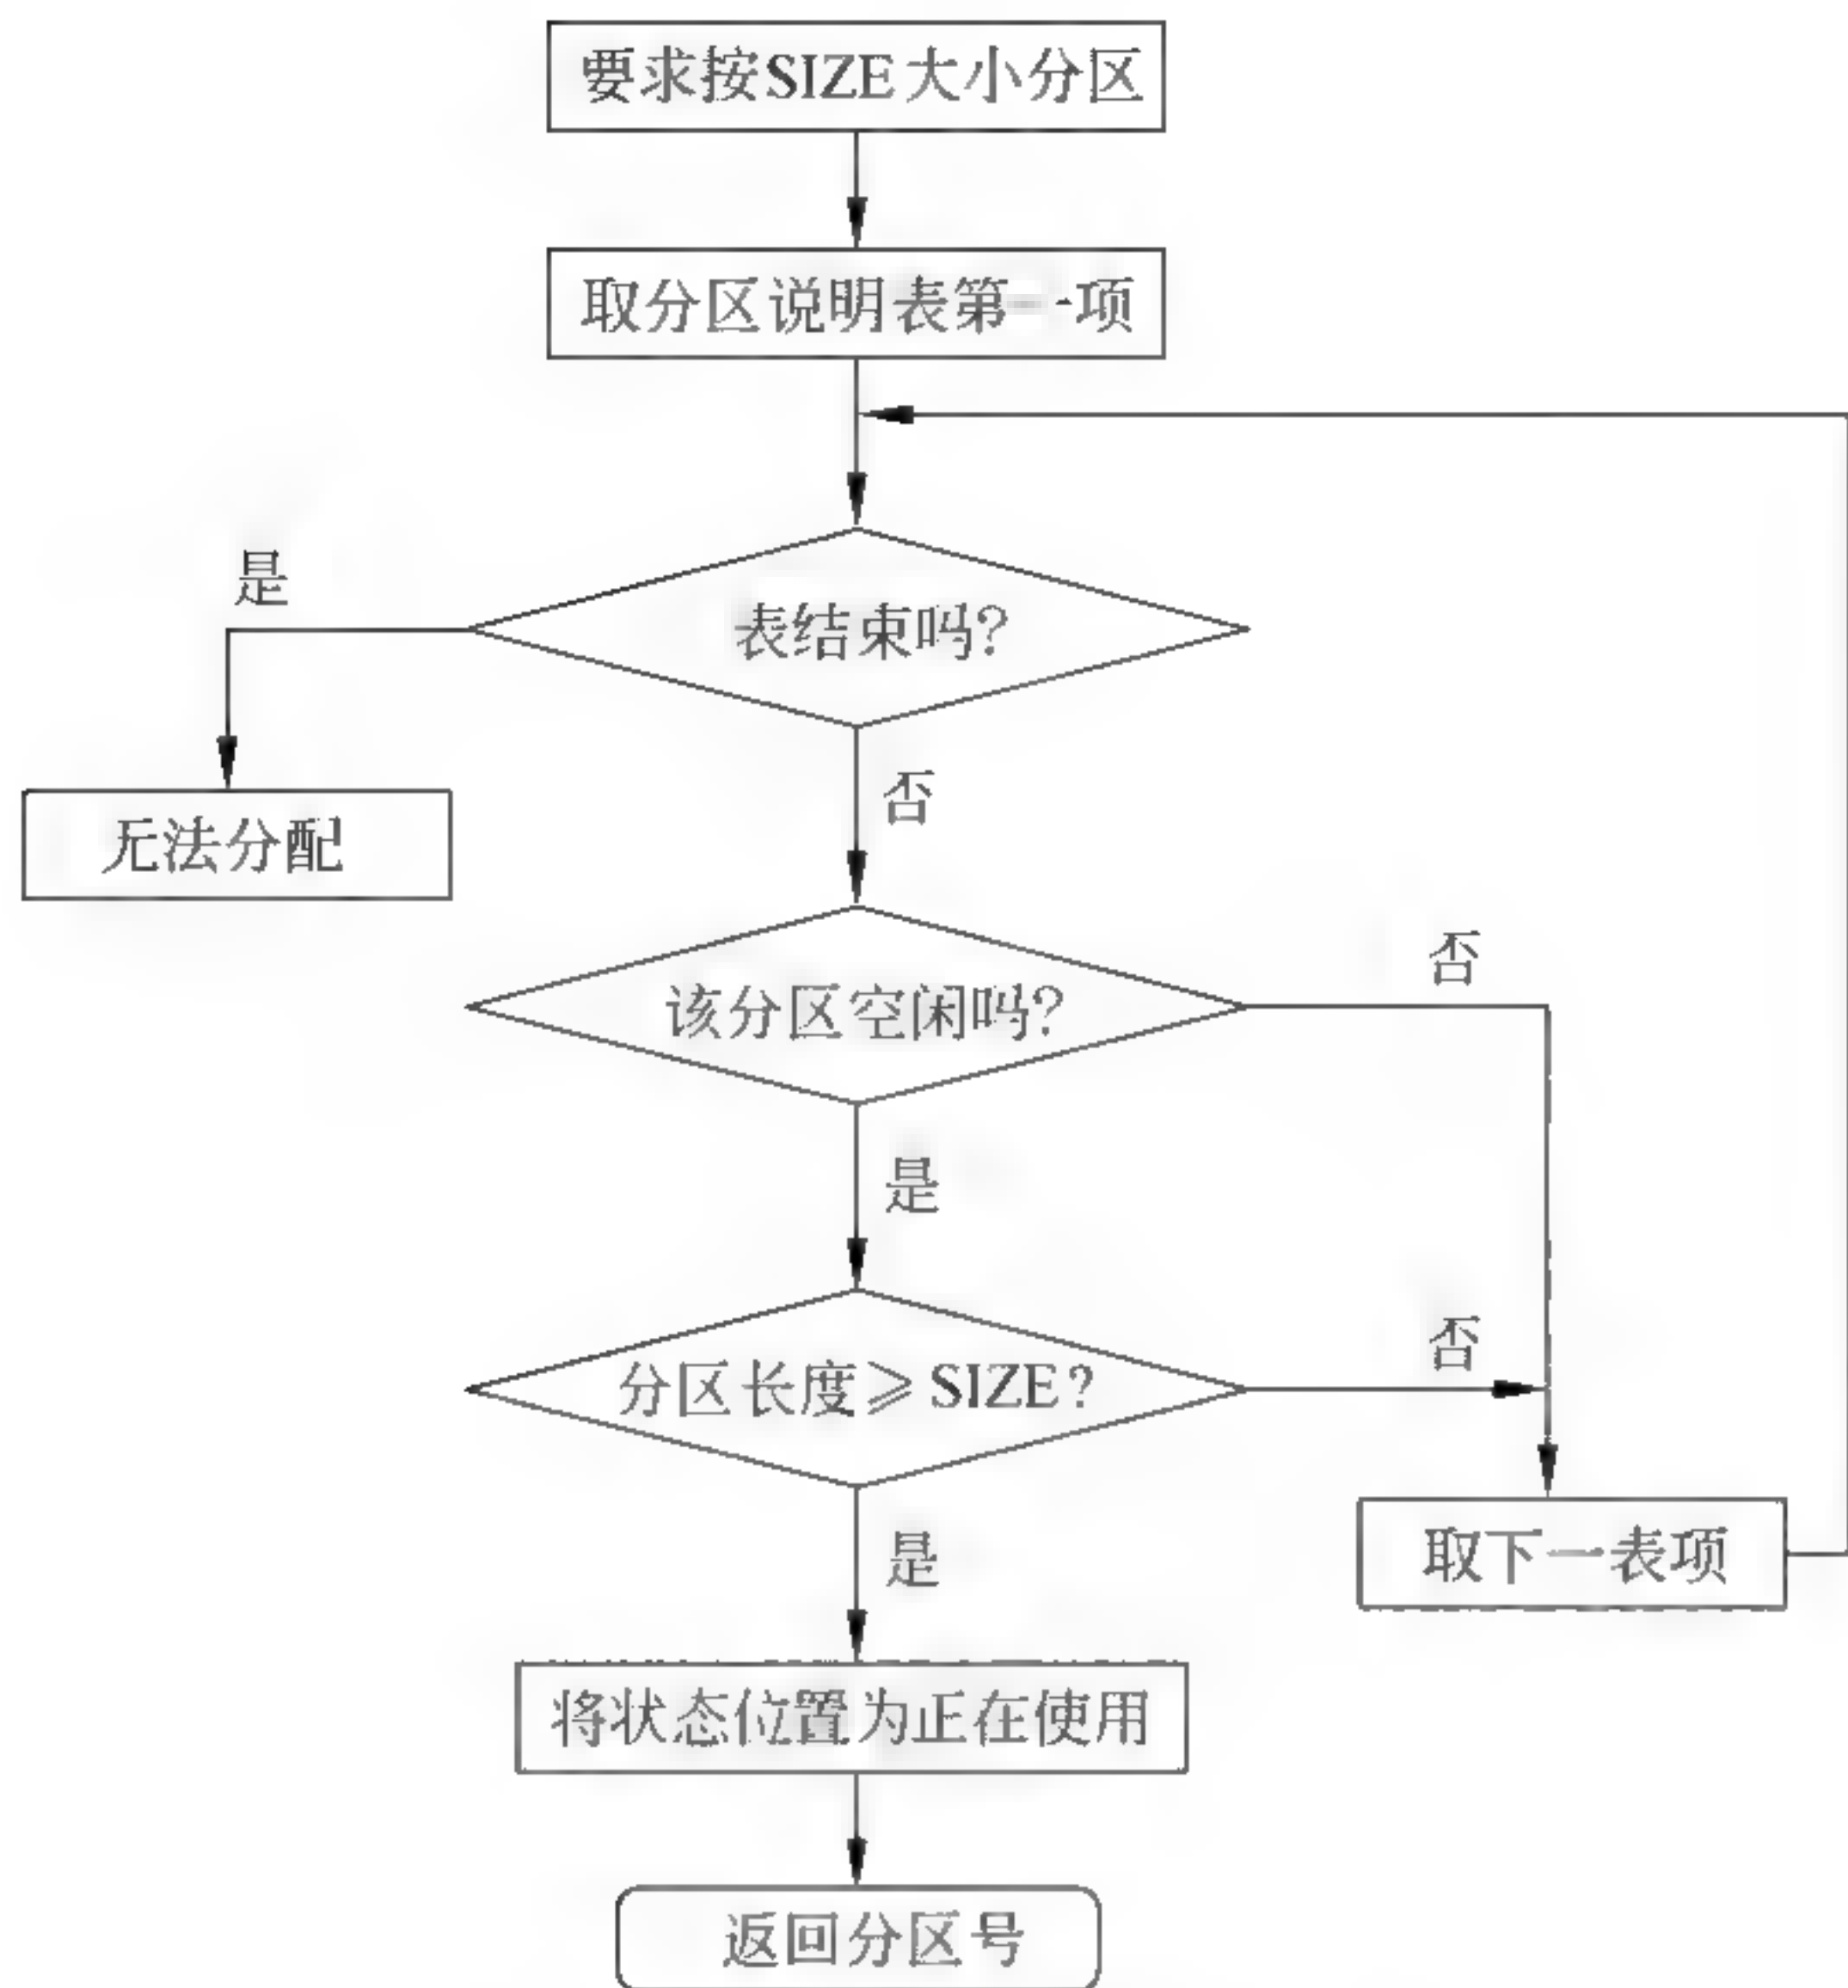 要求按SIZE大小分区
取分区说明表第一项
是
表结束吗?
无法分配
否
该分区空闲吗?
否
是
分区长度≥SIZE?
否
是
取下一表项
将状态位置为正在使用
返回分区号